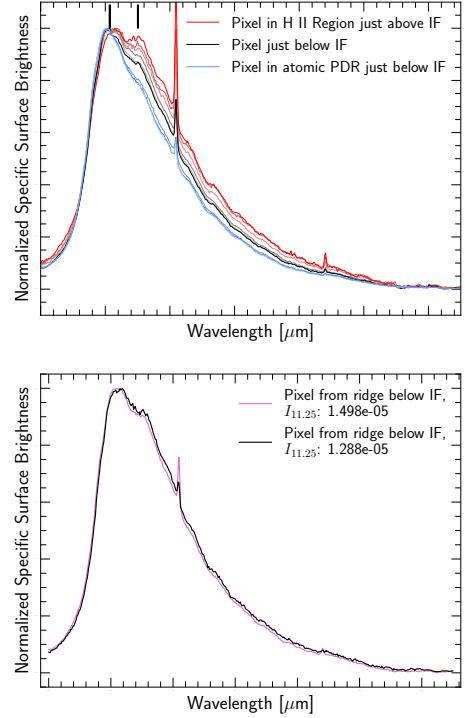 Normalized Specific Surface Brightness
Pixel in H II Region just above IF
Pixel just below IF
Pixel in atomic PDR just below IF
Wavelength [μm]
Normalized Specific Surface Brightness
Pixel from ridge below IF,
I11.25: 1.498e-05
Pixel from ridge below IF,
I11.25: 1.288e-05
Wavelength [μm]